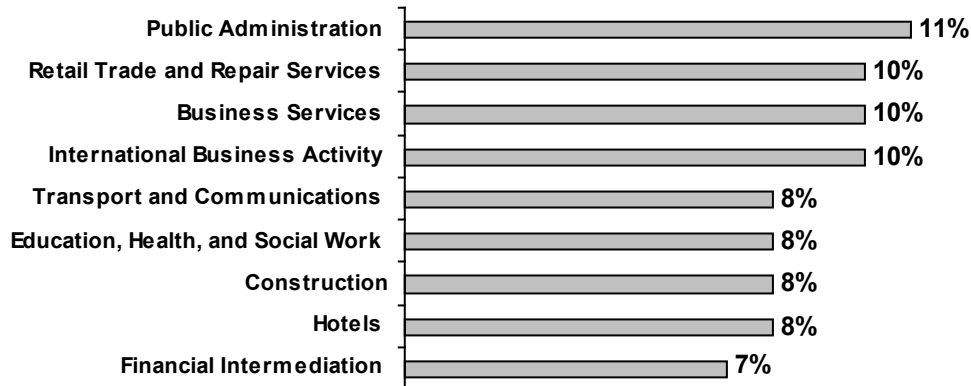 Public Administration 11%
Retail Trade and Repair Services 10%
Business Services 10%
International Business Activity 10%
Transport and Communications 8%
Education, Health, and Social Work 8%
Construction 8%
Hotels 8%
Financial Intermediation 7%